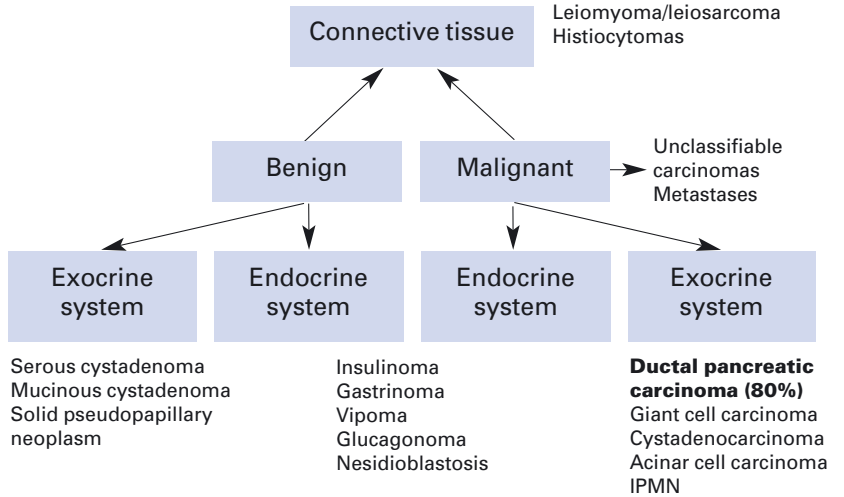 Connective tissue
Leiomyoma/leiosarcoma
Histiocytomas
Benign
Malignant
Unclassifiable
carcinomas
Metastases
Exocrine
system
Endocrine
system
Endocrine
system
Exocrine
system
Serous cystadenoma
Mucinous cystadenoma
Solid pseudopapillary
neoplasm
Insulinoma
Gastrinoma
Vipoma
Glucagonoma
Nesidioblastosis
Ductal pancreatic
carcinoma (80%)
Giant cell carcinoma
Cystadenocarcinoma
Acinar cell carcinoma
IPMN